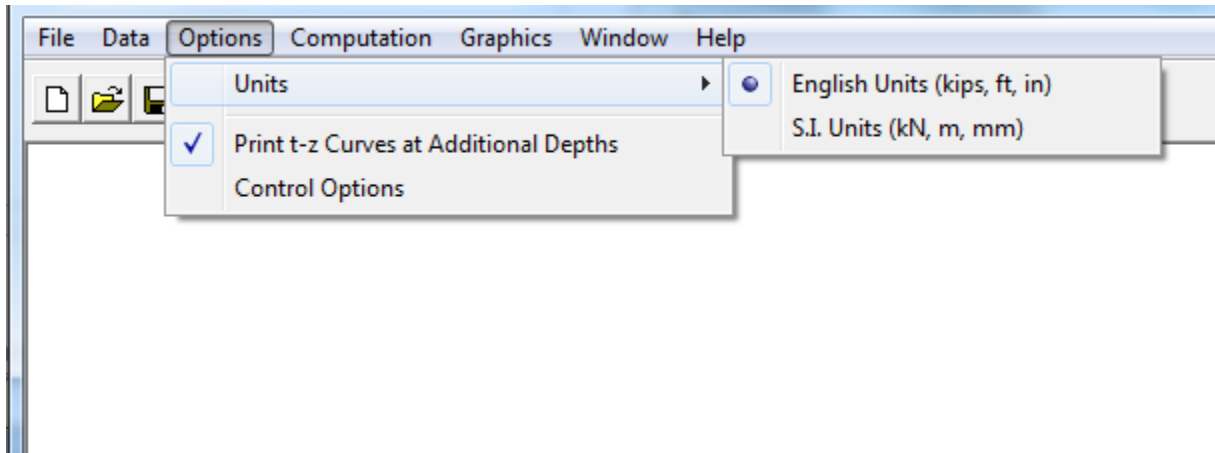 File Data Options Computation Graphics Window Help
Units
English Units (kips, ft, in)
S.I. Units (kN, m, mm)
Print t-z Curves at Additional Depths
Control Options